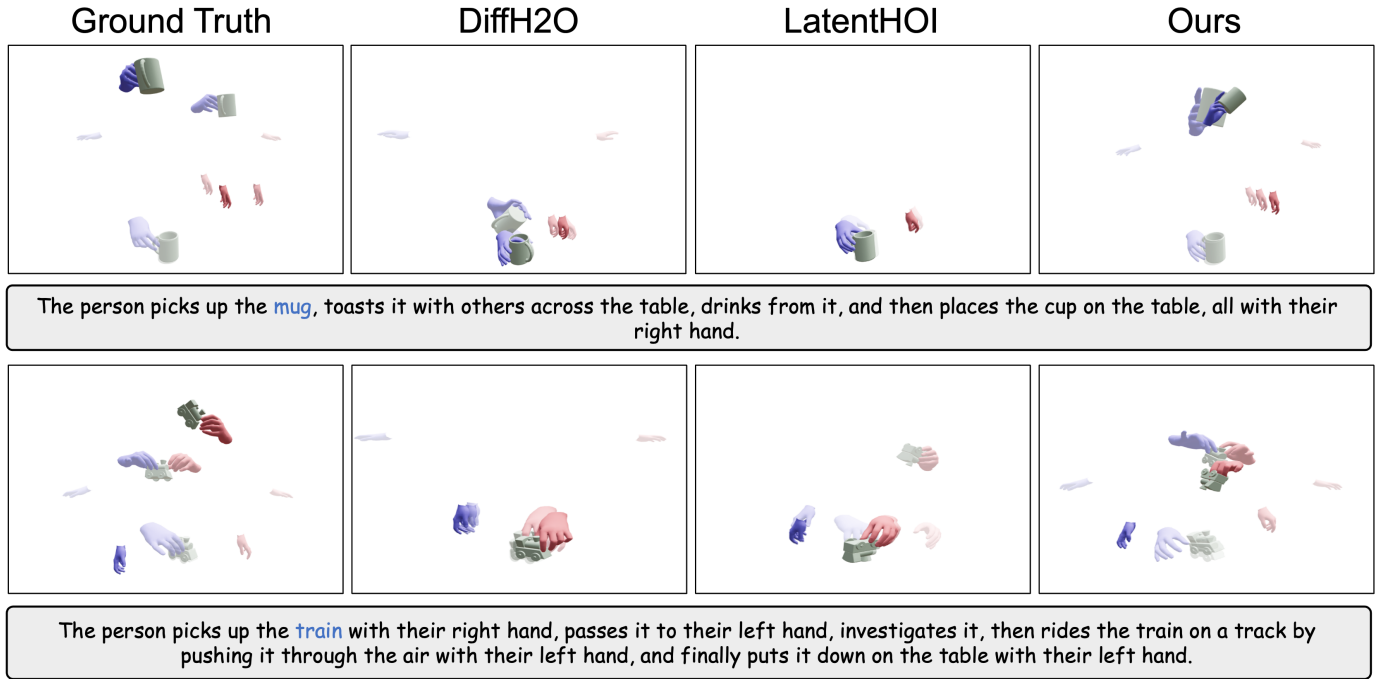 Ground Truth DiffH2O LatentHOI Ours
The person picks up the mug, toasts it with others across the table, drinks from it, and then places the cup on the table, all with their
right hand.
The person picks up the train with their right hand, passes it to their left hand, investigates it, then rides the train on a track by
pushing it through the air with their left hand, and finally puts it down on the table with their left hand.